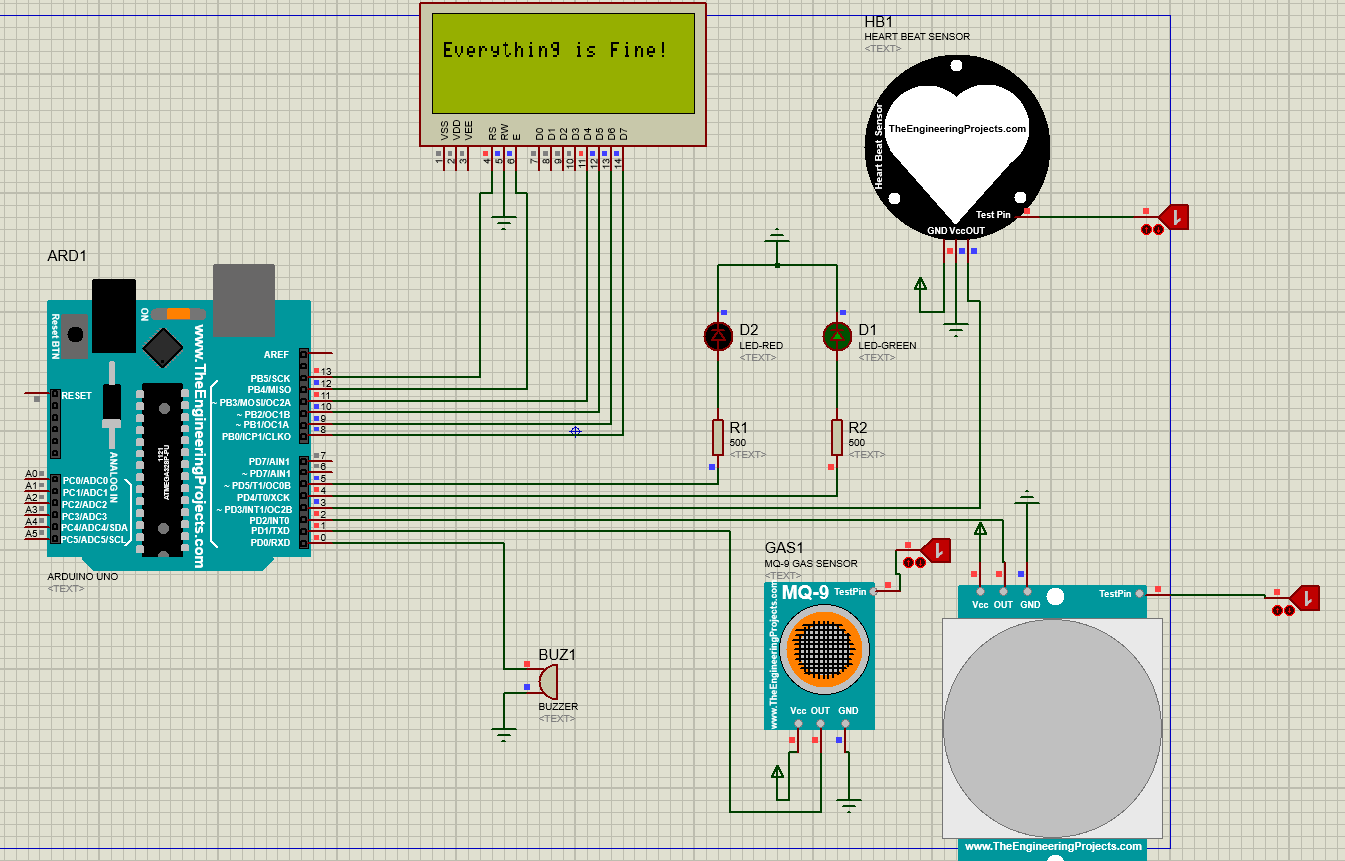 Everything is Fine!
VSS
VDD
VEE
RS
RW
E
D0
D1
D2
D3
D4
D5
D6
D7
1
2
3
4
5
6
7
8
9
10
11
12
13
14
HB1
HEART BEAT SENSOR
<TEXT>
Heart Beat Sensor
TheEngineeringProjects.com
Test Pin
GND Vcc OUT
1
ARD1
Reset BTN
ON
www.TheEngineeringProjects.com
RESET
ANALOG IN
1121
ATMEGA328P-PU
AREF
PB5/SCK 13
PB4/MISO 12
~ PB3/MOSI/OC2A 11
~ PB2/OC1B 10
~ PB1/OC1A 9
PB0/ICP1/CLKO 8
PD7/AIN1 7
~ PD7/AIN1 6
~ PD5/T1/OC0B 5
PD4/T0/XCK 4
~ PD3/INT1/OC2B 3
PD2/INT0 2
PD1/TXD 1
PD0/RXD 0
A0 PC0/ADC0
A1 PC1/ADC1
A2 PC2/ADC2
A3 PC3/ADC3
A4 PC4/ADC4/SDA
A5 PC5/ADC5/SCL
ARDUINO UNO
<TEXT>
D2
LED-RED
<TEXT>
D1
LED-GREEN
<TEXT>
R1
500
<TEXT>
R2
500
<TEXT>
BUZ1
BUZZER
<TEXT>
GAS1
MQ-9 GAS SENSOR
<TEXT>
MQ-9 TestPin
www.TheEngineeringProjects.com
Vcc OUT GND
1
Vcc OUT GND
TestPin
1
www.TheEngineeringProjects.com